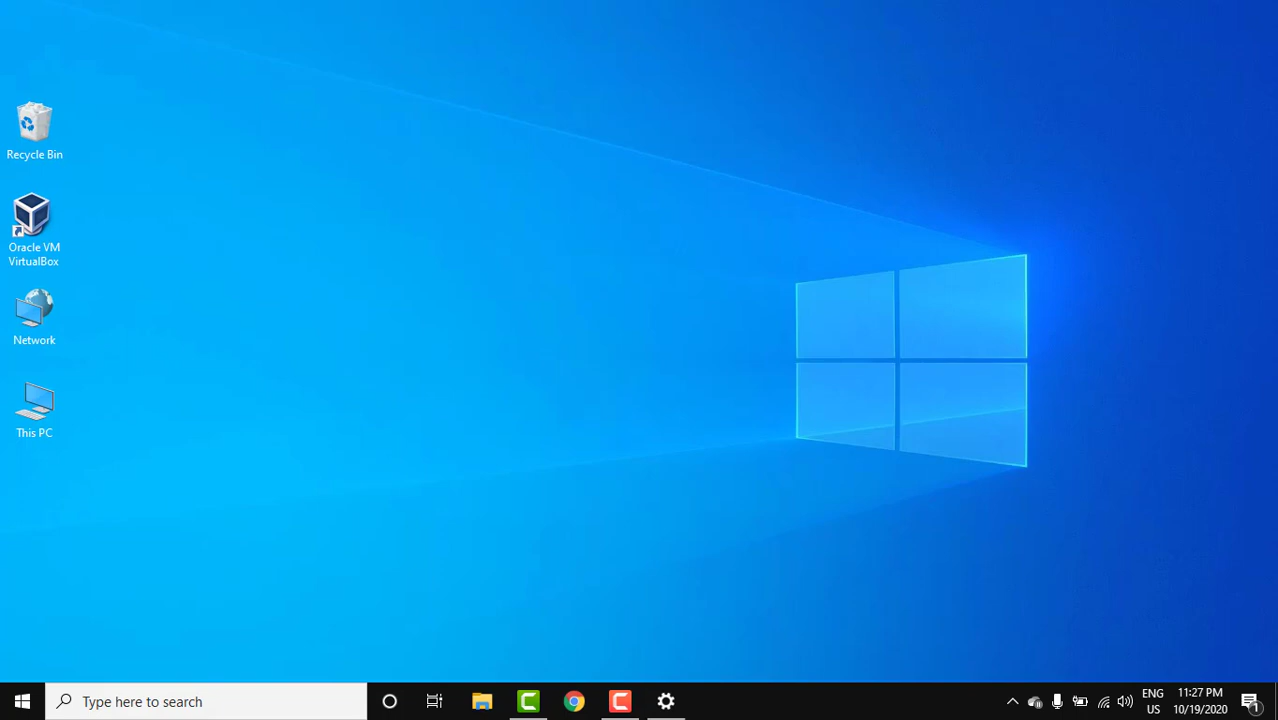 Recycle Bin
Oracle VM
VirtualBox
Network
This PC
Type here to search
ENG
US
11:27 PM
10/19/2020
1